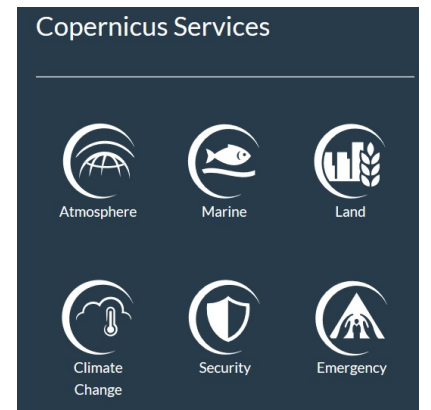 Copernicus Services
Atmosphere
Marine
Land
Climate
Change
Security
Emergency